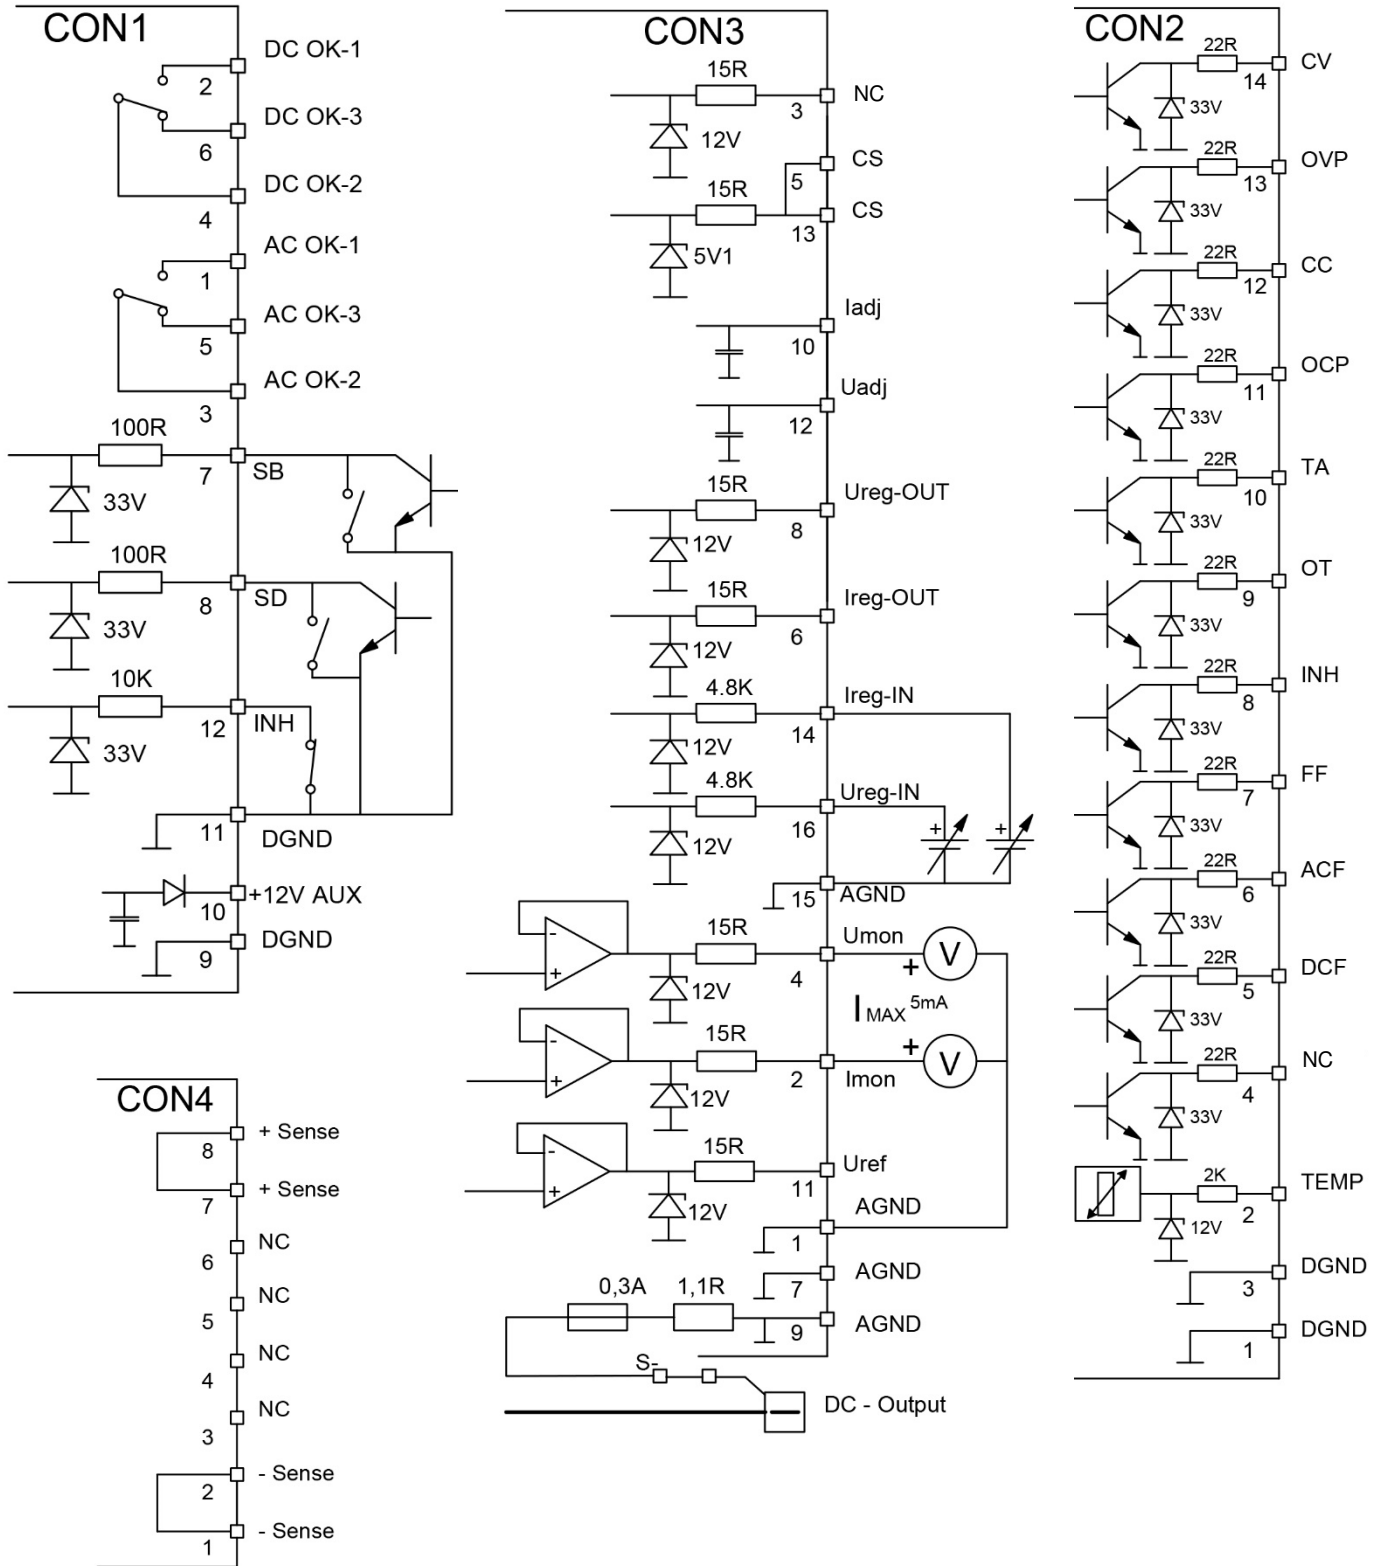 CON1
DC OK-1
2
DC OK-3
6
DC OK-2
4
AC OK-1
1
AC OK-3
5
AC OK-2
3
100R
7
SB
33V
100R
8
SD
33V
10K
12
INH
33V
11
DGND
10
+12V AUX
9
DGND
CON4
8
+ Sense
7
+ Sense
6
NC
5
NC
4
NC
3
NC
2
- Sense
1
- Sense
CON3
15R
3
NC
12V
CS
5
15R
CS
13
5V1
Iadj
10
Uadj
12
15R
Ureg-OUT
8
12V
15R
Ireg-OUT
6
12V
4.8K
Ireg-IN
14
12V
4.8K
Ureg-IN
16
12V
+
+
15
AGND
-
+
15R
Umon
4
+
V
12V
I MAX 5mA
-
+
15R
2
Imon
+
V
12V
-
+
15R
Uref
11
12V
AGND
1
AGND
7
0,3A
1,1R
AGND
9
S-
DC - Output
CON2
22R
CV
14
33V
22R
OVP
13
33V
22R
CC
12
33V
22R
OCP
11
33V
22R
TA
10
33V
22R
OT
9
33V
22R
INH
8
33V
22R
FF
7
33V
22R
ACF
6
33V
22R
DCF
5
33V
22R
NC
4
33V
2K
TEMP
2
12V
DGND
3
DGND
1